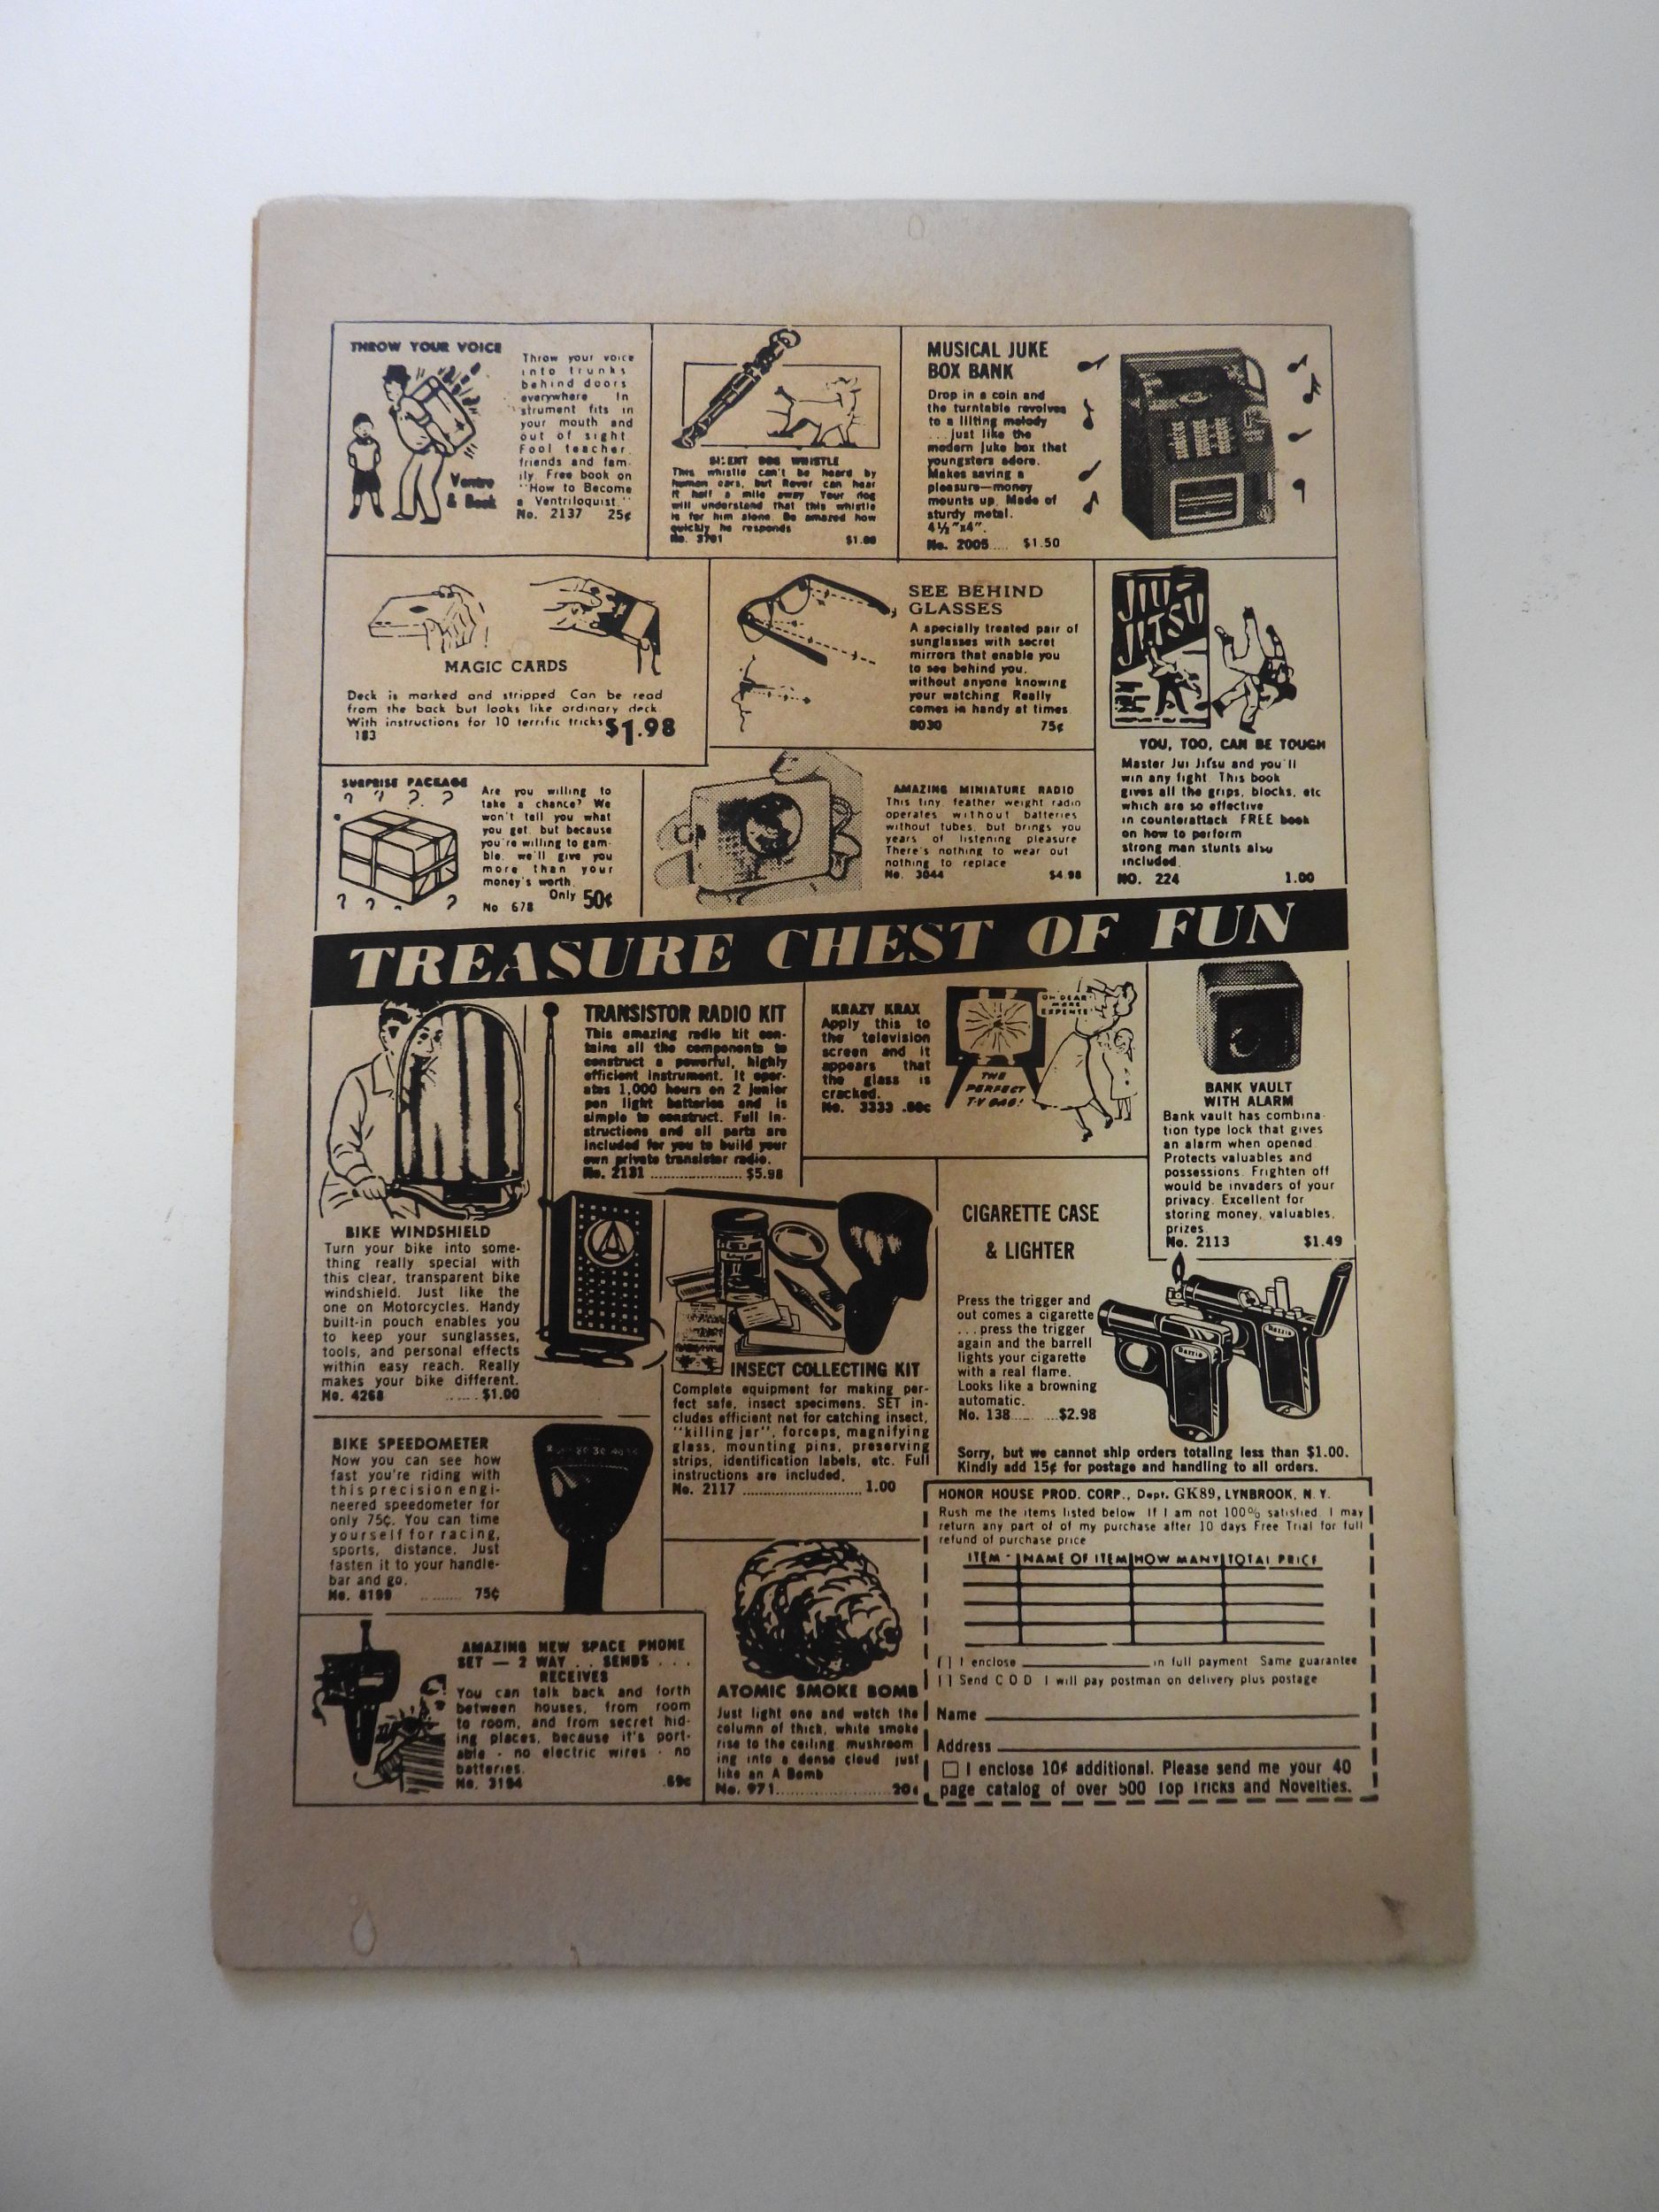 THROW YOUR VOICE
Throw your voice
into trunks
behind doors
everywhere In
strument fits in
your mouth and
out of sight.
Fool teacher,
friends and fam-
ily. Free book on
"How to Become
a Ventriloquist."
No. 2137 25¢
Ventro
& Book
SILENT DOG WHISTLE
This whistle can't be heard by
human ears, but Rover can hear
it half a mile away Your dog
will understand that this whistle
is for him alone. Be amazed how
quickly he responds
No. 3701 $1.00
MUSICAL JUKE
BOX BANK
Drop in a coin and
the turntable revolves
to a lilting melody
...just like the
modern juke box that
youngsters adore.
Makes saving a
pleasure—money
mounts up. Made of
sturdy metal.
4½"x4".
No. 2005..... $1.50
MAGIC CARDS
Deck is marked and stripped Can be read
from the back but looks like ordinary deck.
With instructions for 10 terrific tricks $1.98
183
SEE BEHIND
GLASSES
A specially treated pair of
sunglasses with secret
mirrors that enable you
to see behind you,
without anyone knowing
your watching. Really
comes in handy at times.
8030 75¢
JIU-
JITSU
YOU, TOO, CAN BE TOUGH
Master Jui Jitsu and you'll
win any fight This book
gives all the grips, blocks, etc
which are so effective
in counterattack FREE book
on how to perform
strong man stunts also
included.
NO. 224 1.00
SURPRISE PACKAGE
? ? ? ?
Are you willing to
take a chance? We
won't tell you what
you get, but because
you're willing to gam-
ble, we'll give you
more than your
money's worth.
Only 50¢
No 678
? ? ?
AMAZING MINIATURE RADIO
This tiny, feather weight radio
operates without batteries
without tubes, but brings you
years of listening pleasure
There's nothing to wear out
nothing to replace
No. 3044 $4.98
TREASURE CHEST OF FUN
BIKE WINDSHIELD
Turn your bike into some-
thing really special with
this clear, transparent bike
windshield. Just like the
one on Motorcycles. Handy
built-in pouch enables you
to keep your sunglasses,
tools, and personal effects
within easy reach. Really
makes your bike different.
No. 4268 ...... $1.00
TRANSISTOR RADIO KIT
This amazing radio kit con-
tains all the components to
construct a powerful, highly
efficient instrument. It oper-
ates 1,000 hours on 2 junior
pen light batteries and is
simple to construct. Full in-
structions and all parts are
included for you to build your
own private transistor radio.
No. 2131 ...................... $5.98
KRAZY KRAX
Apply this to
the television
screen and it
appears that
the glass is
cracked.
No. 3333 .60c
OH DEAR
MORE
EXPENSE
THE
PERFECT
T-V GAG!
BANK VAULT
WITH ALARM
Bank vault has combina-
tion type lock that gives
an alarm when opened
Protects valuables and
possessions. Frighten off
would be invaders of your
privacy. Excellent for
storing money, valuables,
prizes.
No. 2113 $1.49
INSECT COLLECTING KIT
Complete equipment for making per-
fect safe, insect specimens. SET in-
cludes efficient net for catching insect,
"killing jar", forceps, magnifying
glass, mounting pins, preserving
strips, identification labels, etc. Full
instructions are included.
No. 2117 ............................ 1.00
CIGARETTE CASE
& LIGHTER
Press the trigger and
out comes a cigarette
....press the trigger
again and the barrell
lights your cigarette
with a real flame.
Looks like a browning
automatic.
No. 138..... ....$2.98
Sorry, but we cannot ship orders totaling less than $1.00.
Kindly add 15¢ for postage and handling to all orders.
BIKE SPEEDOMETER
Now you can see how
fast you're riding with
this precision engi-
neered speedometer for
only 75¢. You can time
yourself for racing,
sports, distance. Just
fasten it to your handle-
bar and go.
No. 8199 ........ 75¢
AMAZING NEW SPACE PHONE
SET — 2 WAY . . SENDS . . .
RECEIVES
You can talk back and forth
between houses, from room
to room, and from secret hid-
ing places, because it's port-
able - no electric wires - no
batteries.
No. 3164 .69c
ATOMIC SMOKE BOMB
Just light one and watch the
column of thick, white smoke
rise to the ceiling, mushroom
ing into a dense cloud just
like an A Bomb
No. 971........................20¢
HONOR HOUSE PROD. CORP., Dept. GK89, LYNBROOK, N. Y.
Rush me the items listed below If I am not 100% satisfied I may
return any part of of my purchase after 10 days Free Trial for full
refund of purchase price
ITEM - NAME OF ITEM HOW MANY TOTAL PRICE
[ ] I enclose in full payment Same guarantee
[ ] Send C O D I will pay postman on delivery plus postage
Name
Address
I enclose 10¢ additional. Please send me your 40
page catalog of over 500 Top Tricks and Novelties.